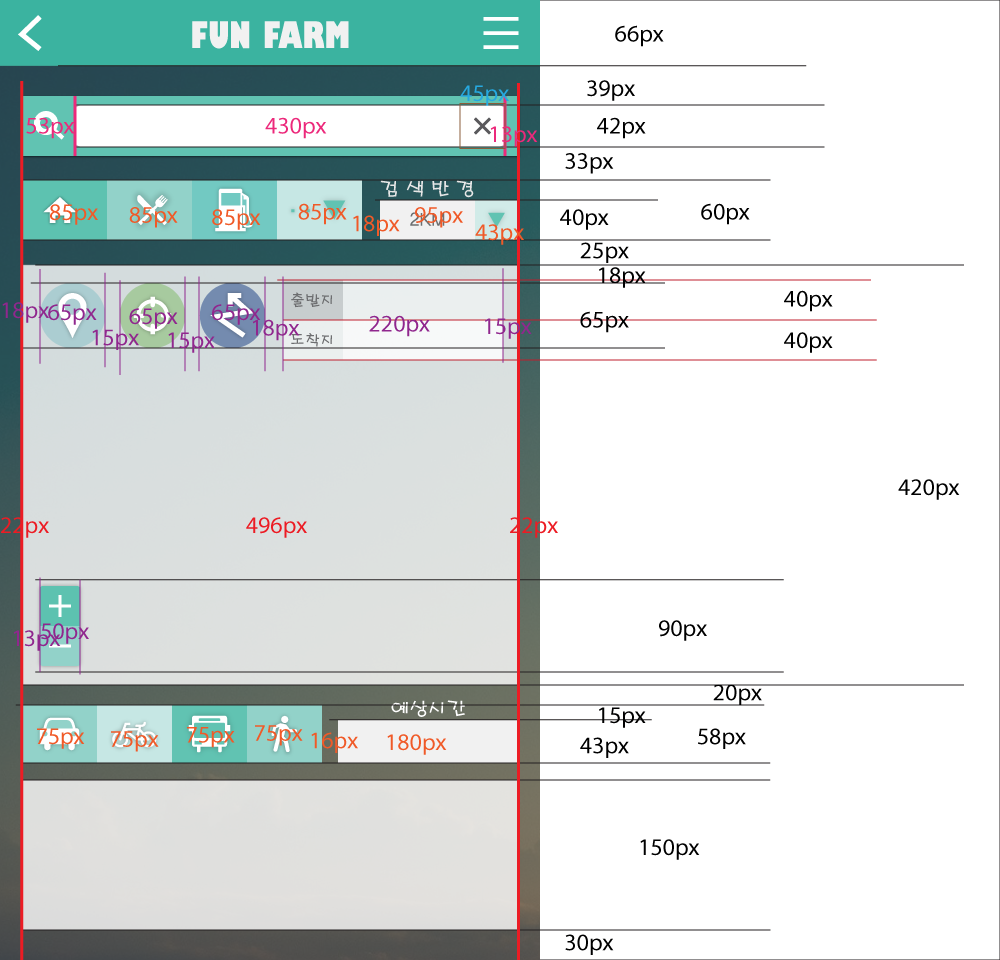 FUN FARM
66px
45px
39px
53px
430px
13px
42px
33px
검색반경
85px
85px
85px
85px
18px
2KM
95px
43px
40px
60px
25px
18px
18px
65px
15px
65px
15px
65px
18px
출발지
220px
15px
도착지
65px
40px
40px
420px
22px
496px
22px
3px
50px
90px
20px
예상시간
15px
75px
75px
75px
75px
16px
180px
43px
58px
150px
30px